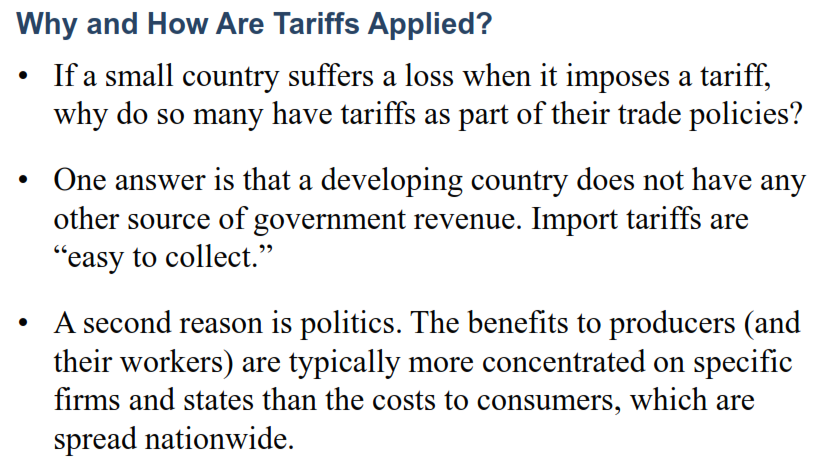 Why and How Are Tariffs Applied?
• If a small country suffers a loss when it imposes a tariff,
why do so many have tariffs as part of their trade policies?
• One answer is that a developing country does not have any
other source of government revenue. Import tariffs are
“easy to collect.”
• A second reason is politics. The benefits to producers (and
their workers) are typically more concentrated on specific
firms and states than the costs to consumers, which are
spread nationwide.